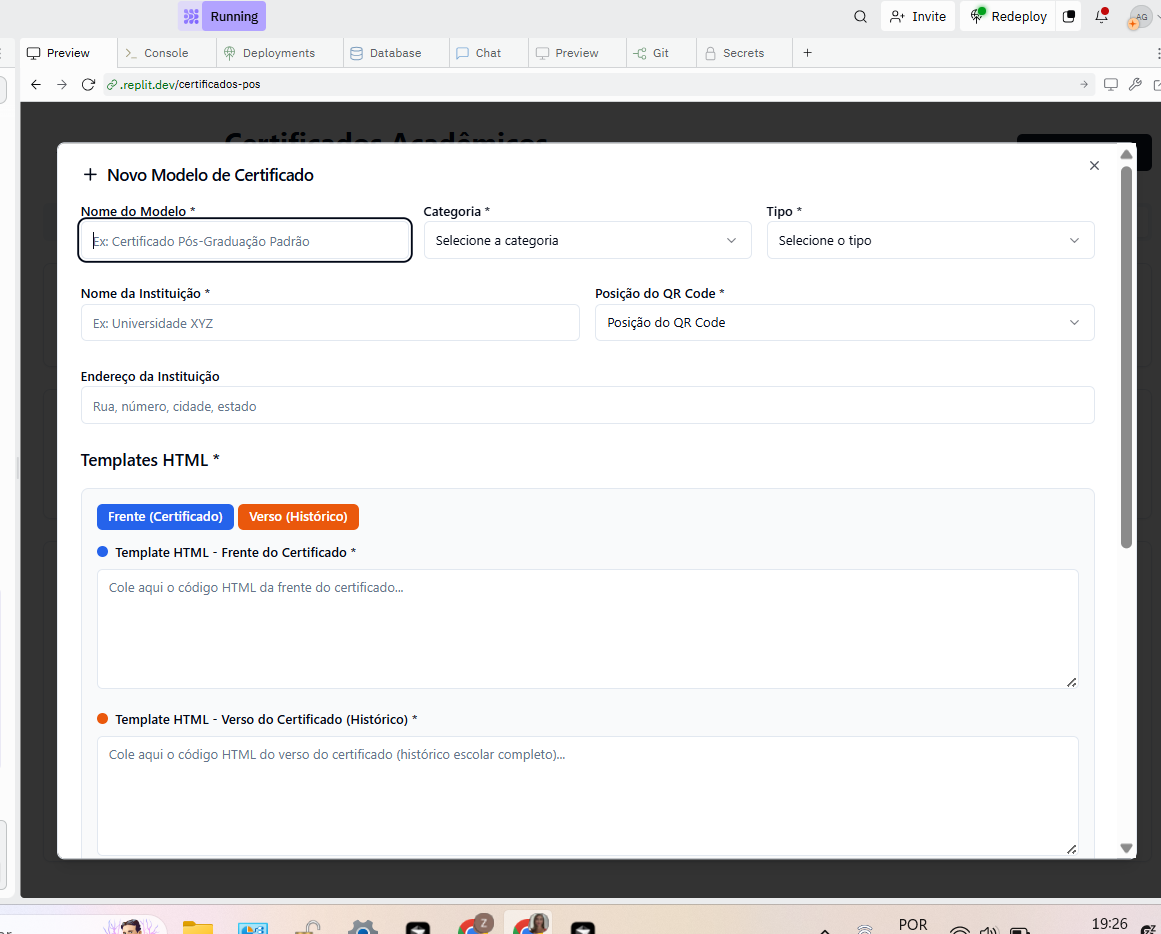 Running
Invite
Redeploy
AG
Preview
Console
Deployments
Database
Chat
Preview
Git
Secrets
.replit.dev/certificados-pos
Certificados Acadêmicos
Novo Modelo de Certificado
Nome do Modelo * Categoria * Tipo *
Ex: Certificado Pós-Graduação Padrão Selecione a categoria Selecione o tipo
Nome da Instituição * Posição do QR Code *
Ex: Universidade XYZ Posição do QR Code
Endereço da Instituição
Rua, número, cidade, estado
Templates HTML *
Frente (Certificado) Verso (Histórico)
Template HTML - Frente do Certificado *
Cole aqui o código HTML da frente do certificado...
Template HTML - Verso do Certificado (Histórico) *
Cole aqui o código HTML do verso do certificado (histórico escolar completo)...
Z
POR
19:26